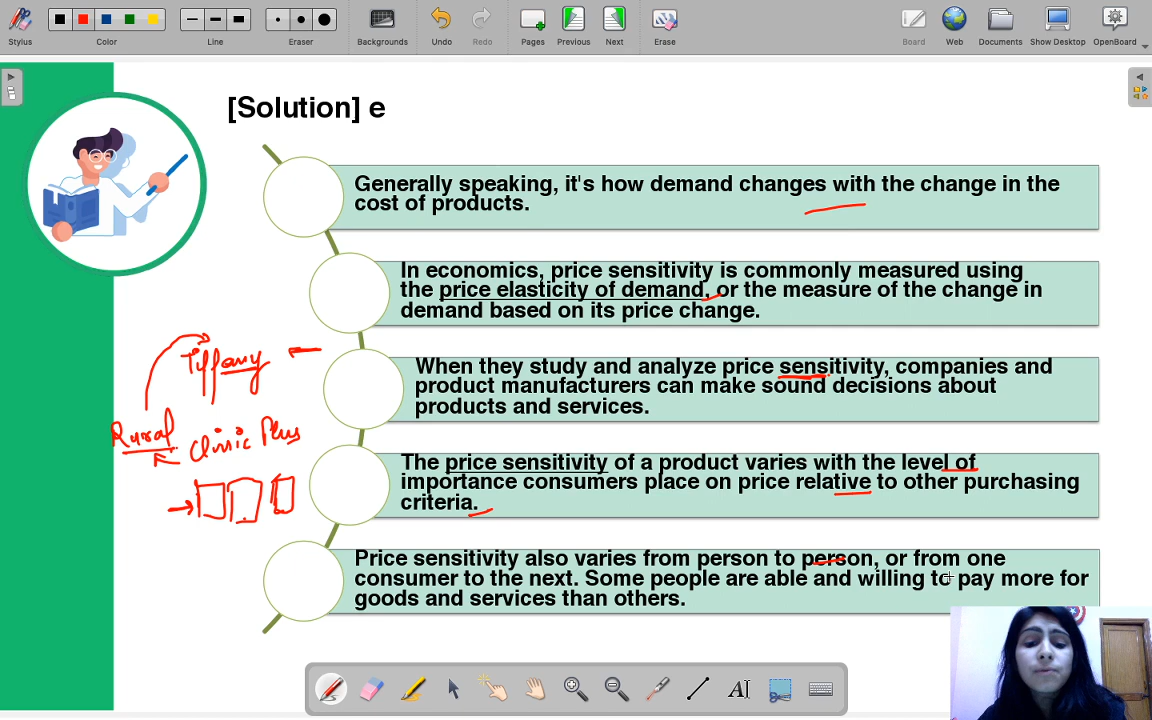 Stylus
Color
Line
Eraser
Backgrounds
Undo
Redo
Pages
Previous
Next
Erase
Board
Web
Documents
Show Desktop
OpenBoard
[Solution] e
Generally speaking, it's how demand changes with the change in the
cost of products.
In economics, price sensitivity is commonly measured using
the price elasticity of demand, or the measure of the change in
demand based on its price change.
When they study and analyze price sensitivity, companies and
product manufacturers can make sound decisions about
products and services.
The price sensitivity of a product varies with the level of
importance consumers place on price relative to other purchasing
criteria.
Price sensitivity also varies from person to person, or from one
consumer to the next. Some people are able and willing to pay more for
goods and services than others.
Tiffany
Rural
Clinic Plus